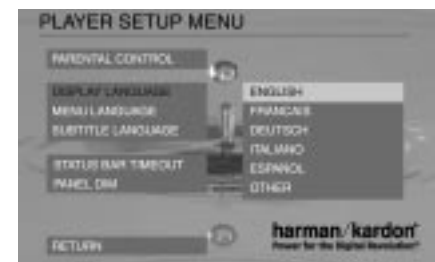 PLAYER SETUP MENU
PARENTAL CONTROL
DISPLAY LANGUAGE
MENU LANGUAGE
SUBTITLE LANGUAGE
STATUS BAR TIMEOUT
PANEL DIM
ENGLISH
FRANCAIS
DEUTSCH
ITALIANO
ESPAÑOL
OTHER
RETURN
harman/kardon®
Power for the Digital Revolution®